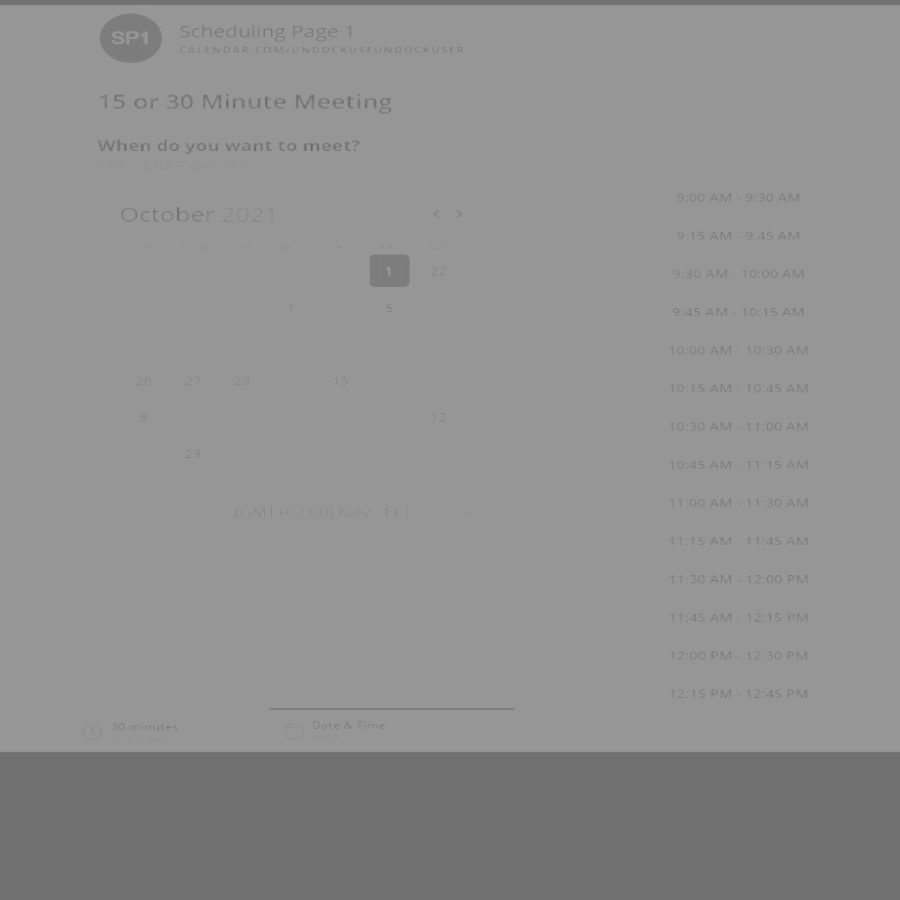 SP1
Scheduling Page 1
CALENDAR.COM/UNDOCKUSEUNDOCKUSER
15 or 30 Minute Meeting
When do you want to meet?
October 2021 < >
1 22
1 5
28 27 29 15
8 12
23
(GMT+02:00) Kiev - EET
9:00 AM - 9:30 AM
9:15 AM - 9:45 AM
9:30 AM - 10:00 AM
9:45 AM - 10:15 AM
10:00 AM - 10:30 AM
10:15 AM - 10:45 AM
10:30 AM - 11:00 AM
10:45 AM - 11:15 AM
11:00 AM - 11:30 AM
11:15 AM - 11:45 AM
11:30 AM - 12:00 PM
11:45 AM - 12:15 PM
12:00 PM - 12:30 PM
12:15 PM - 12:45 PM
30 minutes
Date & Time